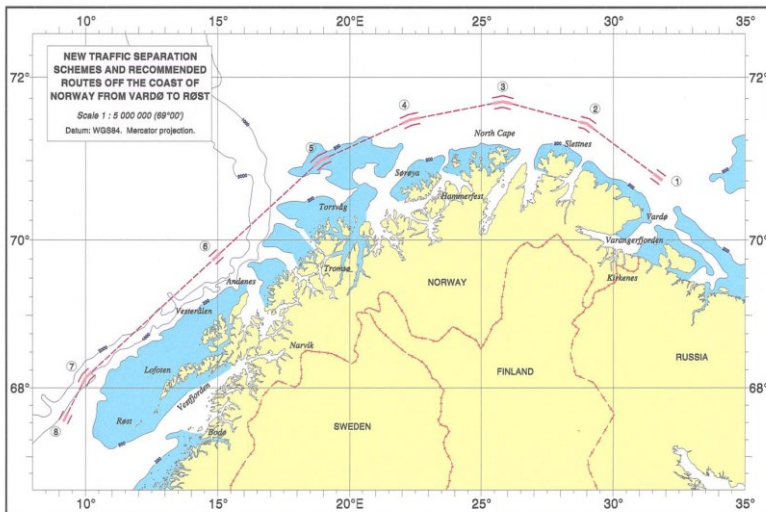 10° 15° 20°E 25° 30° 35°
NEW TRAFFIC SEPARATION
SCHEMES AND RECOMMENDED
ROUTES OFF THE COAST OF
NORWAY FROM VARDØ TO RØST
Scale 1 : 5 000 000 (69°00')
Datum: WGS84. Mercator projection.
72° 72°
3
4
2
North Cape
5
Slettnes
Sørøya
1
Hammerfest
Torsvåg
Vardø
6
70° 70°
Varangerfjorden
Tromsø
Andenes
Kirkenes
NORWAY
Vesterålen
Narvik
7
RUSSIA
Lofoten
FINLAND
68° 68°
Vestfjorden
Røst
8
Bodø
SWEDEN
10° 15° 20°E 25° 30° 35°